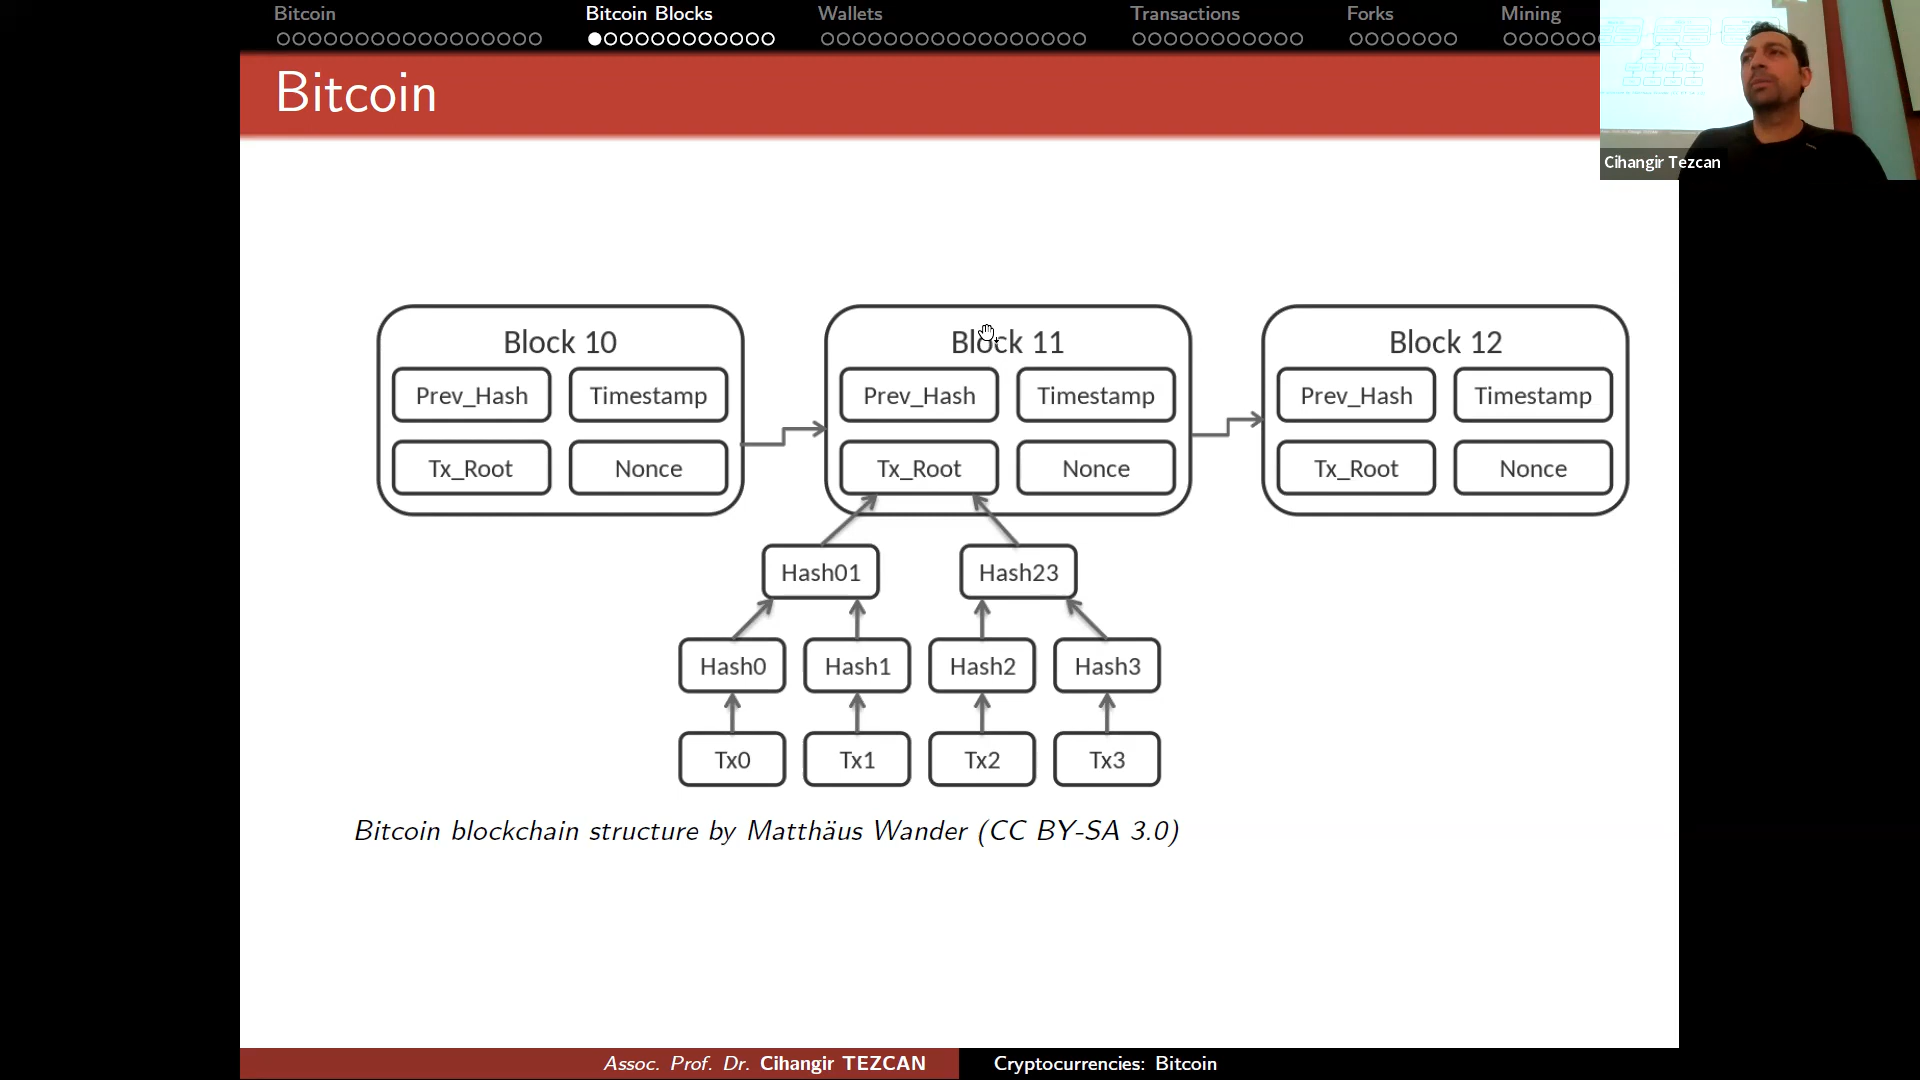 Bitcoin
Bitcoin Blocks
Wallets
Transactions
Forks
Mining
Bitcoin
Cihangir Tezcan
Block 10
Block 11
Block 12
Prev_Hash
Timestamp
Prev_Hash
Timestamp
Prev_Hash
Timestamp
Tx_Root
Nonce
Tx_Root
Nonce
Tx_Root
Nonce
Hash01
Hash23
Hash0
Hash1
Hash2
Hash3
Tx0
Tx1
Tx2
Tx3
Bitcoin blockchain structure by Matthäus Wander (CC BY-SA 3.0)
Assoc. Prof. Dr. Cihangir TEZCAN
Cryptocurrencies: Bitcoin